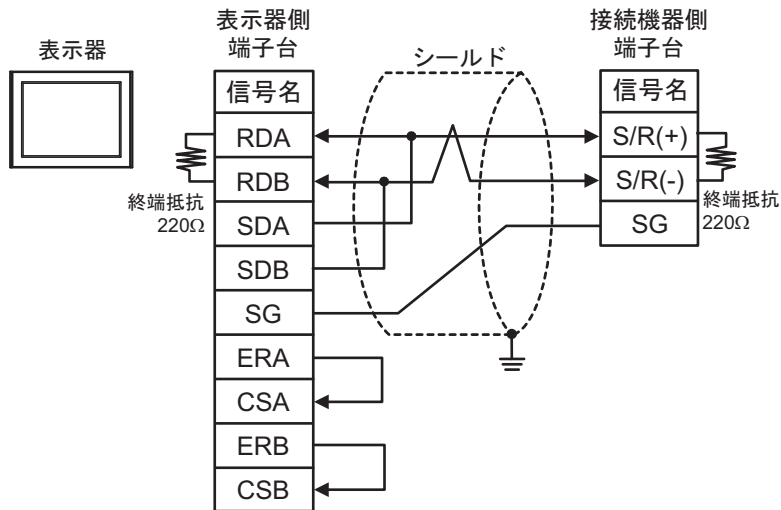 表示器
表示器側
端子台
信号名
RDA
RDB
SDA
SDB
SG
ERA
CSA
ERB
CSB
終端抵抗
220Ω
シールド
接続機器側
端子台
信号名
S/R(+)
S/R(-)
SG
終端抵抗
220Ω